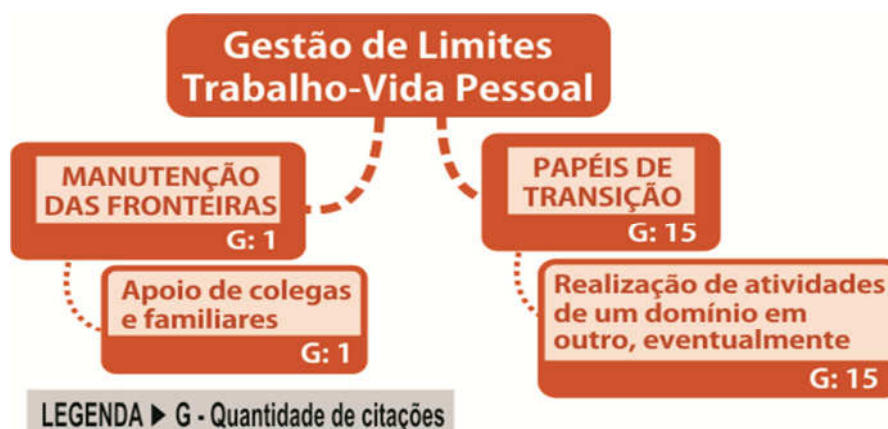 Gestão de Limites
Trabalho-Vida Pessoal
MANUTENÇÃO
DAS FRONTEIRAS
G: 1
Apoio de colegas
e familiares
G: 1
PAPÉIS DE
TRANSIÇÃO
G: 15
Realização de atividades
de um domínio em
outro, eventualmente
G: 15
LEGENDA ▶ G - Quantidade de citações